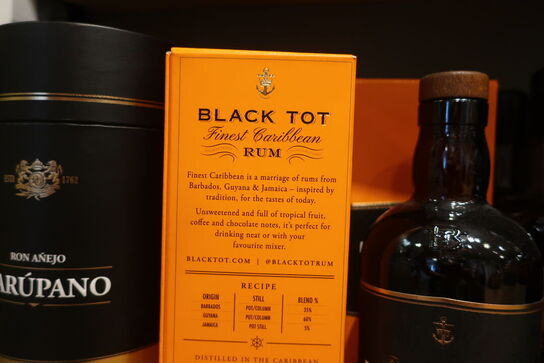 BLACK TOT
Finest Caribbean
RUM
Finest Caribbean is a marriage of rums from
Barbados, Guyana & Jamaica – inspired by
tradition, for the tastes of today.
Unsweetened and full of tropical fruit,
coffee and chocolate notes, it's perfect for
drinking neat or with your
favourite mixer.
BLACKTOT.COM | @BLACKTOTRUM
RECIPE
ORIGIN STILL BLEND %
BARBADOS POT/COLUMN 35%
GUYANA POT/COLUMN 60%
JAMAICA POT STILL 5%
DISTILLED IN THE CARIBBEAN
ESTD 1762
RON AÑEJO
ARÚPANO